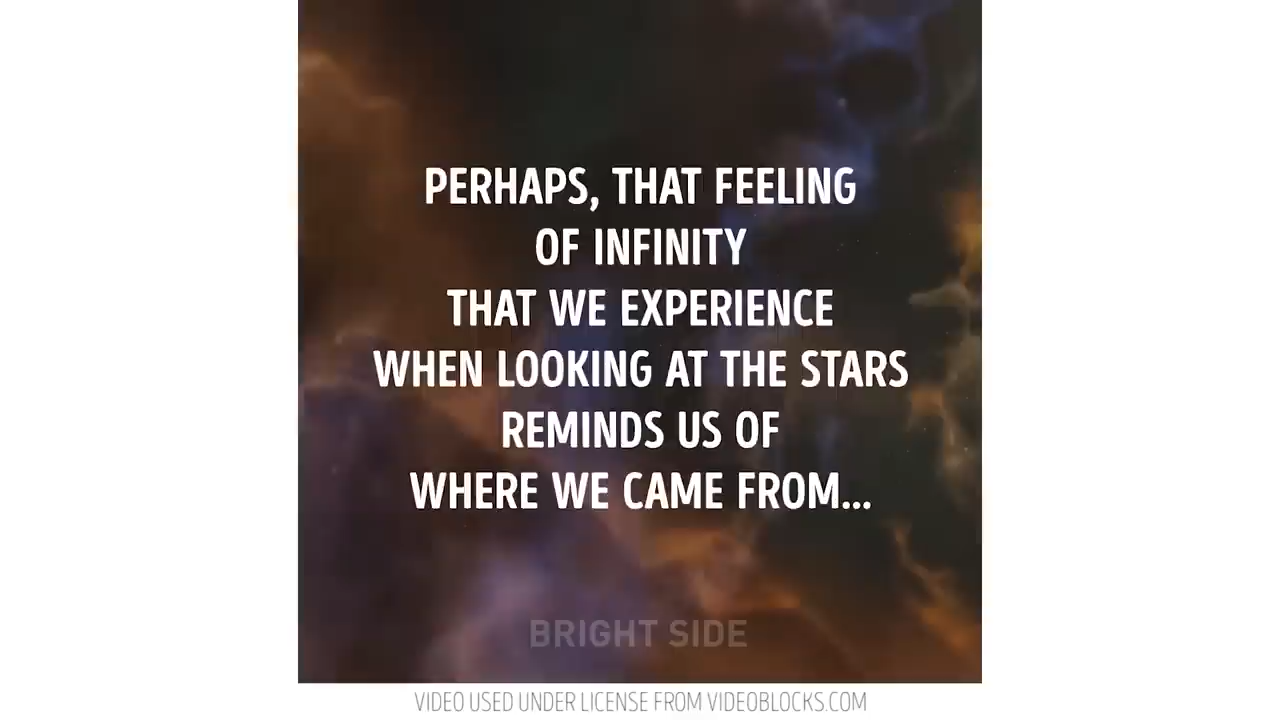 PERHAPS, THAT FEELING
OF INFINITY
THAT WE EXPERIENCE
WHEN LOOKING AT THE STARS
REMINDS US OF
WHERE WE CAME FROM...
BRIGHT SIDE
VIDEO USED UNDER LICENSE FROM VIDEOBLOCKS.COM